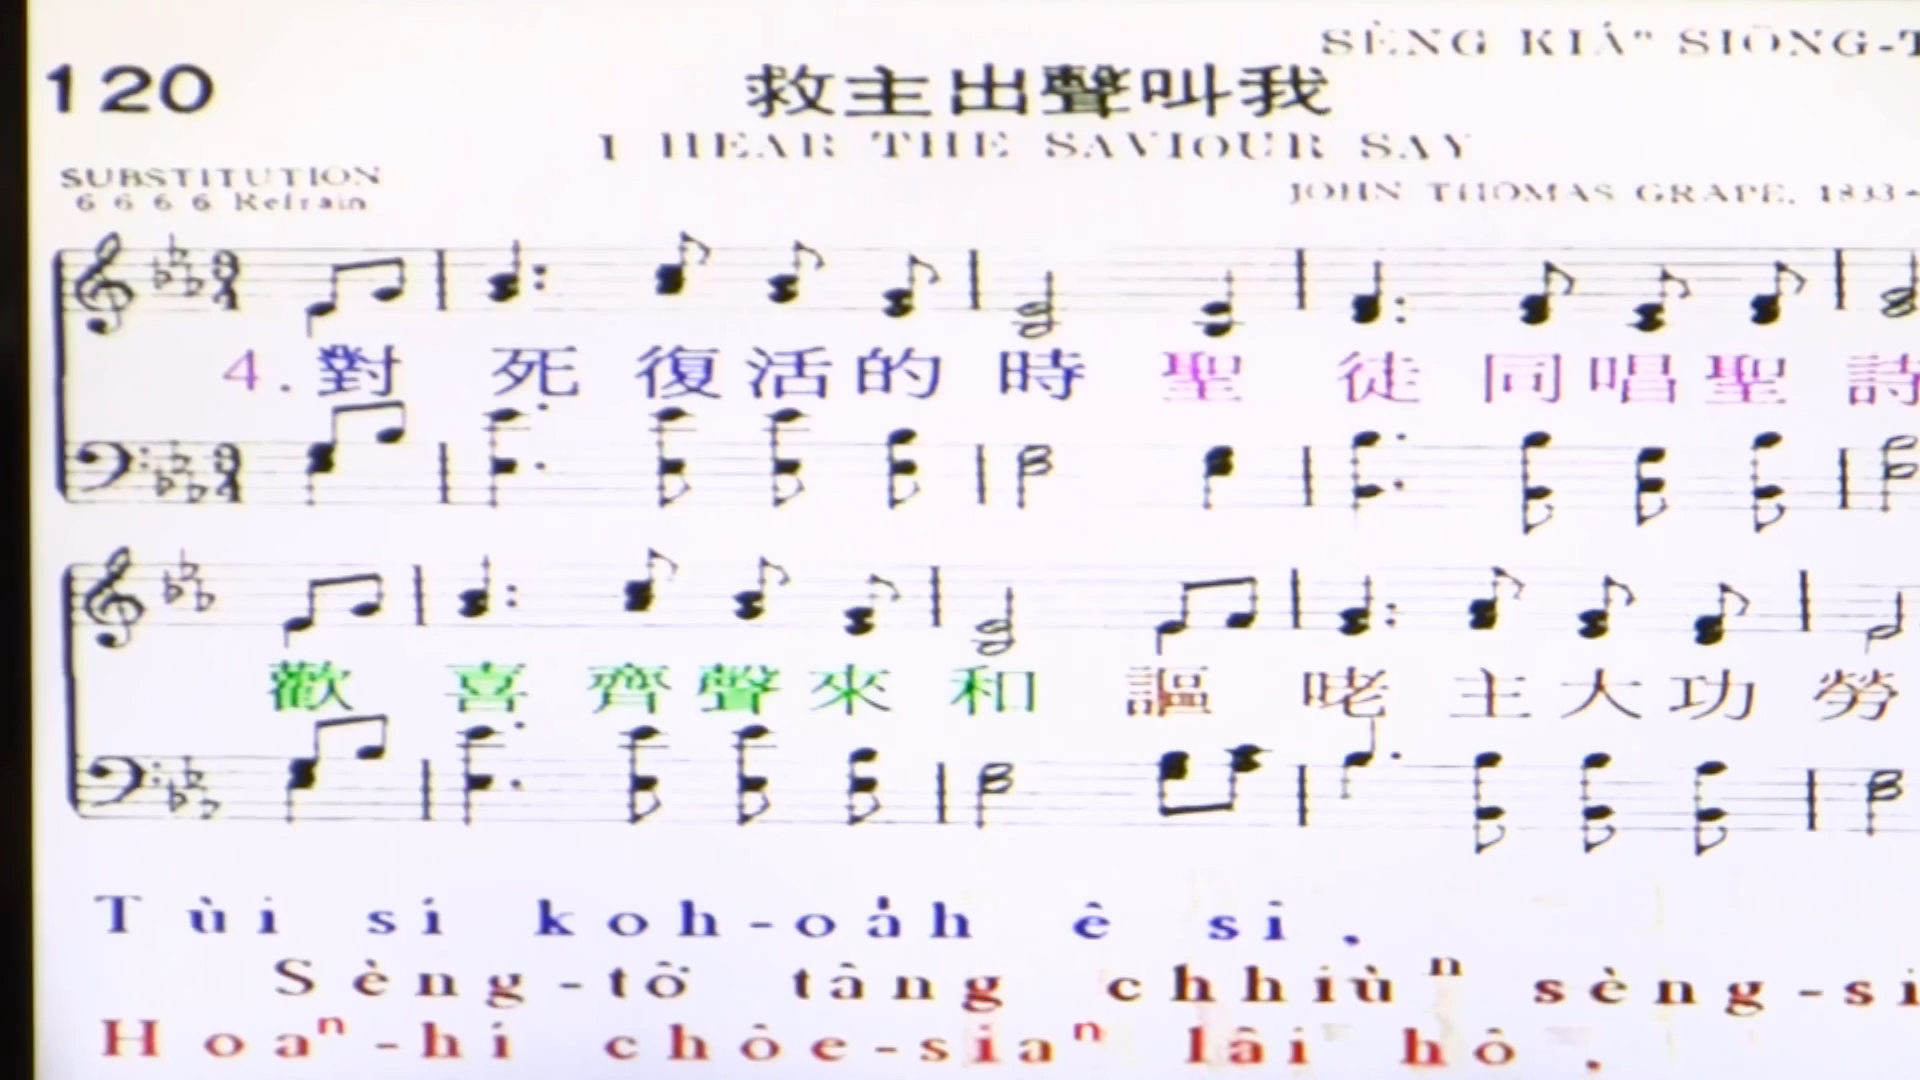 SÈNG KIÁⁿ SIŌNG-T
120
救主出聲叫我
I HEAR THE SAVIOUR SAY
SUBSTITUTION
6 6 6 6 Refrain
JOHN THOMAS GRAPE, 1833-
4. 對死復活的時聖徒同唱聖詩
歡喜齊聲來和謳咾主大功勞
Tùi sí koh-oa̍h ê sî,
Sèng-tô͘ tâng chhiùⁿ sèng-si
Hoaⁿ-hí chôe-siaⁿ lâi hô,